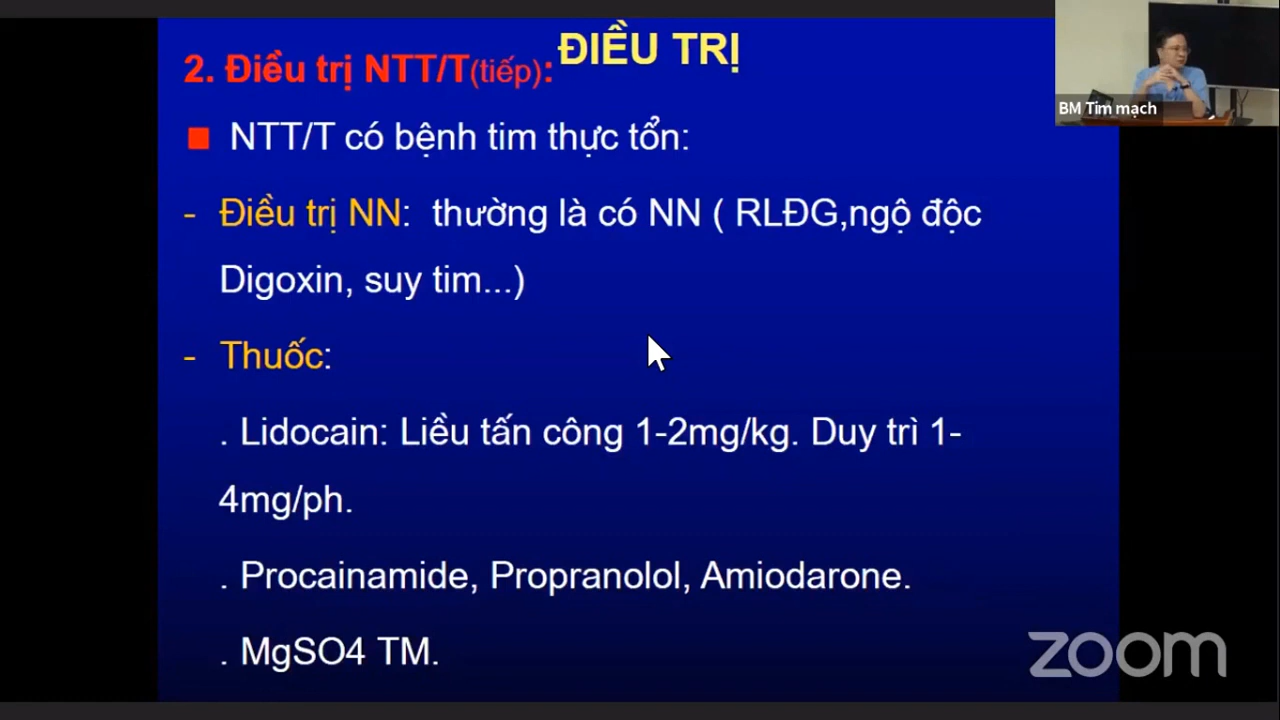 ĐIỀU TRỊ
2. Điều trị NTT/T(tiếp):
BM Tim mạch
■ NTT/T có bệnh tim thực tổn:
- Điều trị NN: thường là có NN ( RLĐG,ngộ độc
Digoxin, suy tim...)
- Thuốc:
. Lidocain: Liều tấn công 1-2mg/kg. Duy trì 1-
4mg/ph.
. Procainamide, Propranolol, Amiodarone.
. MgSO4 TM.
zoom